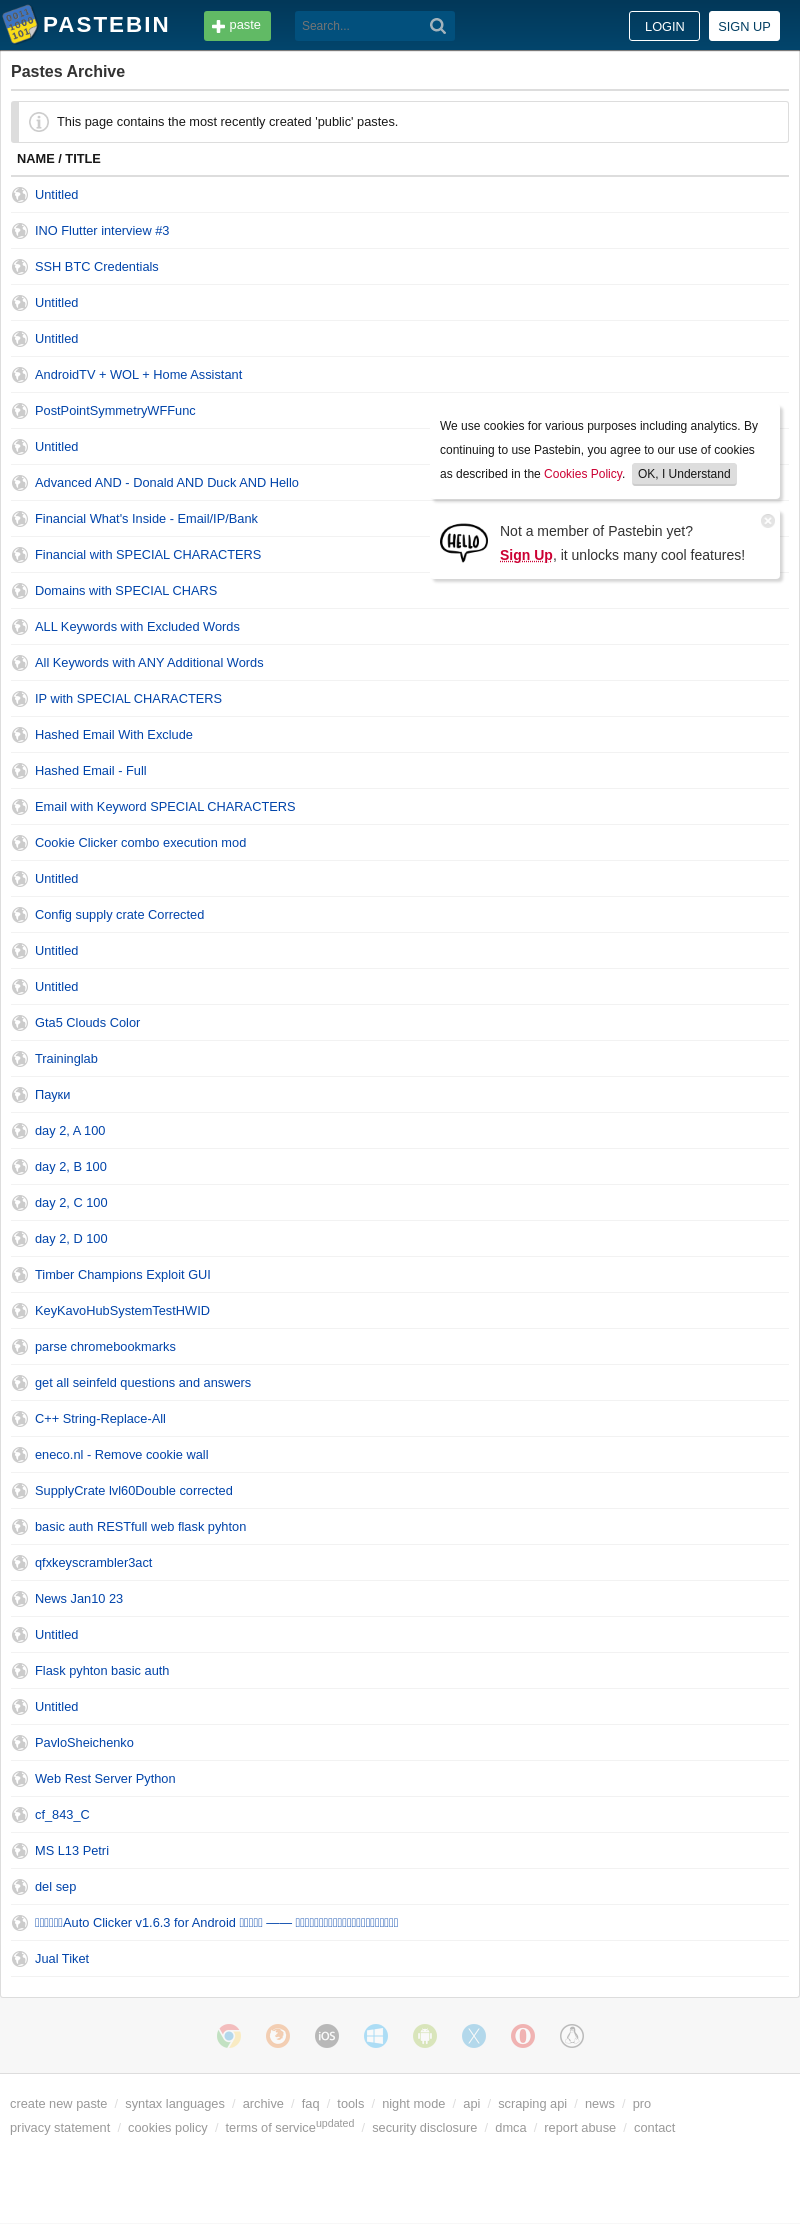 PASTEBIN
paste
Search...
LOGIN
SIGN UP
Pastes Archive
This page contains the most recently created 'public' pastes.
NAME / TITLE
Untitled
INO Flutter interview #3
SSH BTC Credentials
Untitled
Untitled
AndroidTV + WOL + Home Assistant
PostPointSymmetryWFFunc
Untitled
Advanced AND - Donald AND Duck AND Hello
Financial What's Inside - Email/IP/Bank
Financial with SPECIAL CHARACTERS
Domains with SPECIAL CHARS
ALL Keywords with Excluded Words
All Keywords with ANY Additional Words
IP with SPECIAL CHARACTERS
Hashed Email With Exclude
Hashed Email - Full
Email with Keyword SPECIAL CHARACTERS
Cookie Clicker combo execution mod
Untitled
Config supply crate Corrected
Untitled
Untitled
Gta5 Clouds Color
Traininglab
Пауки
day 2, A 100
day 2, B 100
day 2, C 100
day 2, D 100
Timber Champions Exploit GUI
KeyKavoHubSystemTestHWID
parse chromebookmarks
get all seinfeld questions and answers
C++ String-Replace-All
eneco.nl - Remove cookie wall
SupplyCrate lvl60Double corrected
basic auth RESTfull web flask pyhton
qfxkeyscrambler3act
News Jan10 23
Untitled
Flask pyhton basic auth
Untitled
PavloSheichenko
Web Rest Server Python
cf_843_C
MS L13 Petri
del sep
Auto Clicker v1.6.3 for Android ——
Jual Tiket
We use cookies for various purposes including analytics. By
continuing to use Pastebin, you agree to our use of cookies
as described in the Cookies Policy. OK, I Understand
HELLO
Not a member of Pastebin yet?
Sign Up, it unlocks many cool features!
iOS
create new paste / syntax languages / archive / faq / tools / night mode / api / scraping api / news / pro
privacy statement / cookies policy / terms of service updated / security disclosure / dmca / report abuse / contact